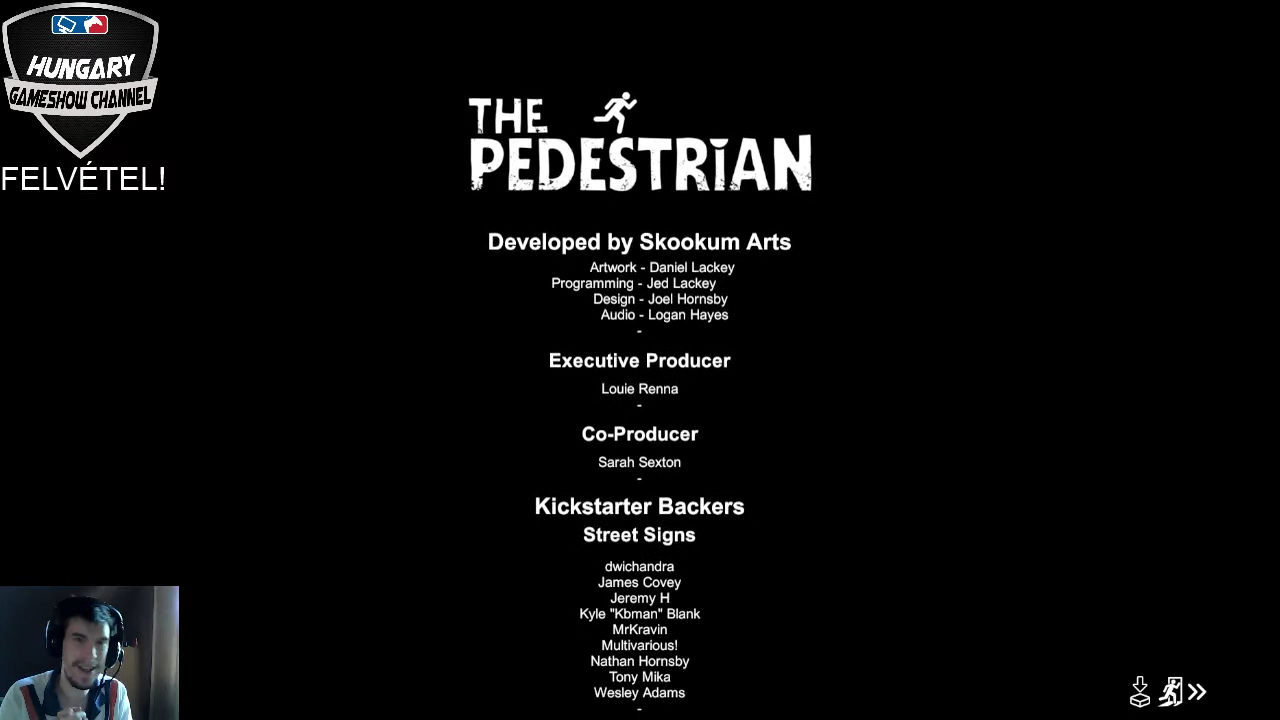 HUNGARY
GAMESHOW CHANNEL
FELVÉTEL!
THE
PEDESTRIAN
Developed by Skookum Arts
Artwork - Daniel Lackey
Programming - Jed Lackey
Design - Joel Hornsby
Audio - Logan Hayes
-
Executive Producer
Louie Renna
-
Co-Producer
Sarah Sexton
-
Kickstarter Backers
Street Signs
dwichandra
James Covey
Jeremy H
Kyle "Kbman" Blank
MrKravin
Multivarious!
Nathan Hornsby
Tony Mika
Wesley Adams
-